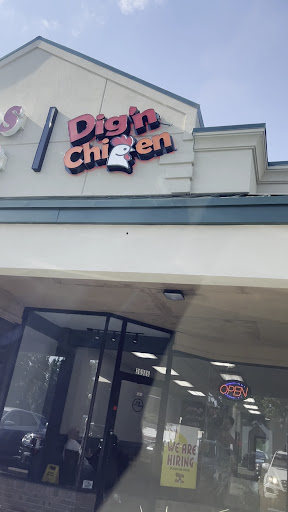 Dig'n
Chicken
OPEN
WE ARE
HIRING